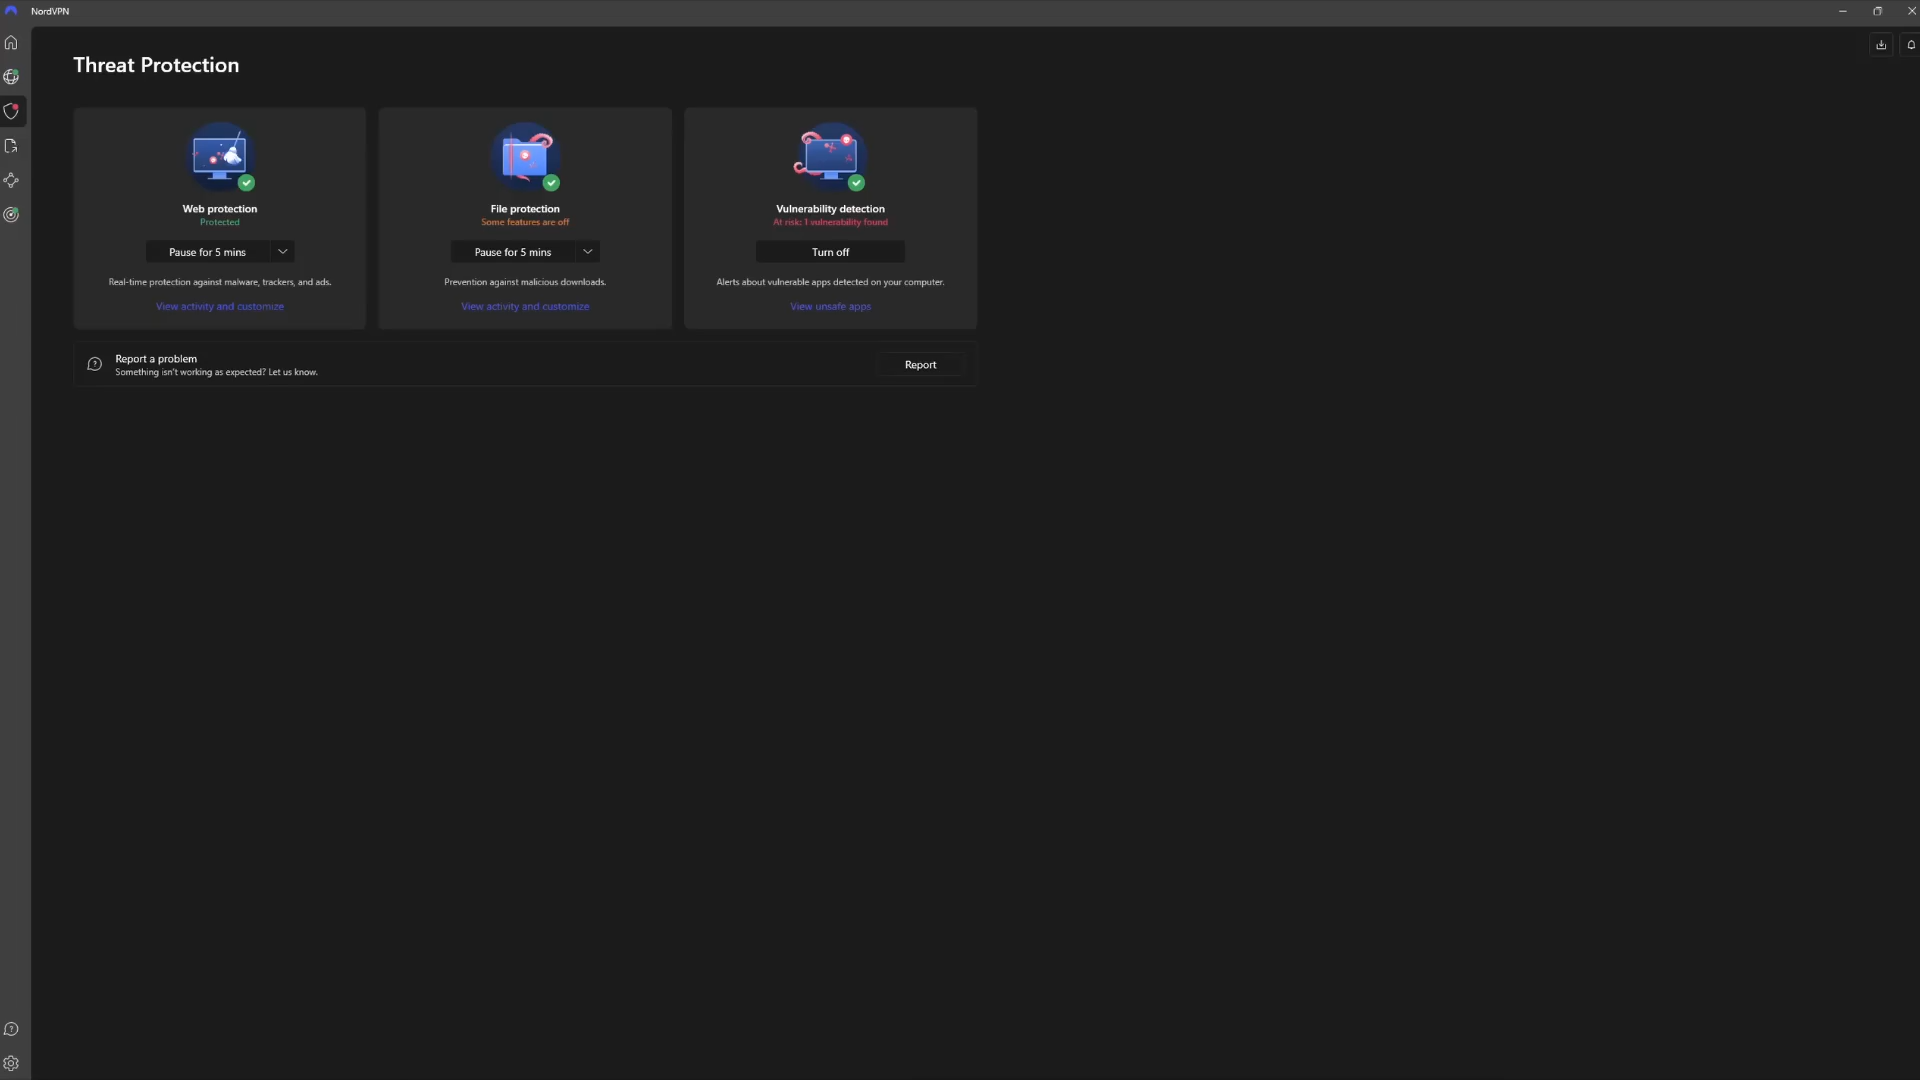 NordVPN
Threat Protection
Web protection
Protected
Pause for 5 mins
Real-time protection against malware, trackers, and ads.
View activity and customize
File protection
Some features are off
Pause for 5 mins
Prevention against malicious downloads.
View activity and customize
Vulnerability detection
At risk: 1 vulnerability found
Turn off
Alerts about vulnerable apps detected on your computer.
View unsafe apps
Report a problem
Something isn't working as expected? Let us know.
Report